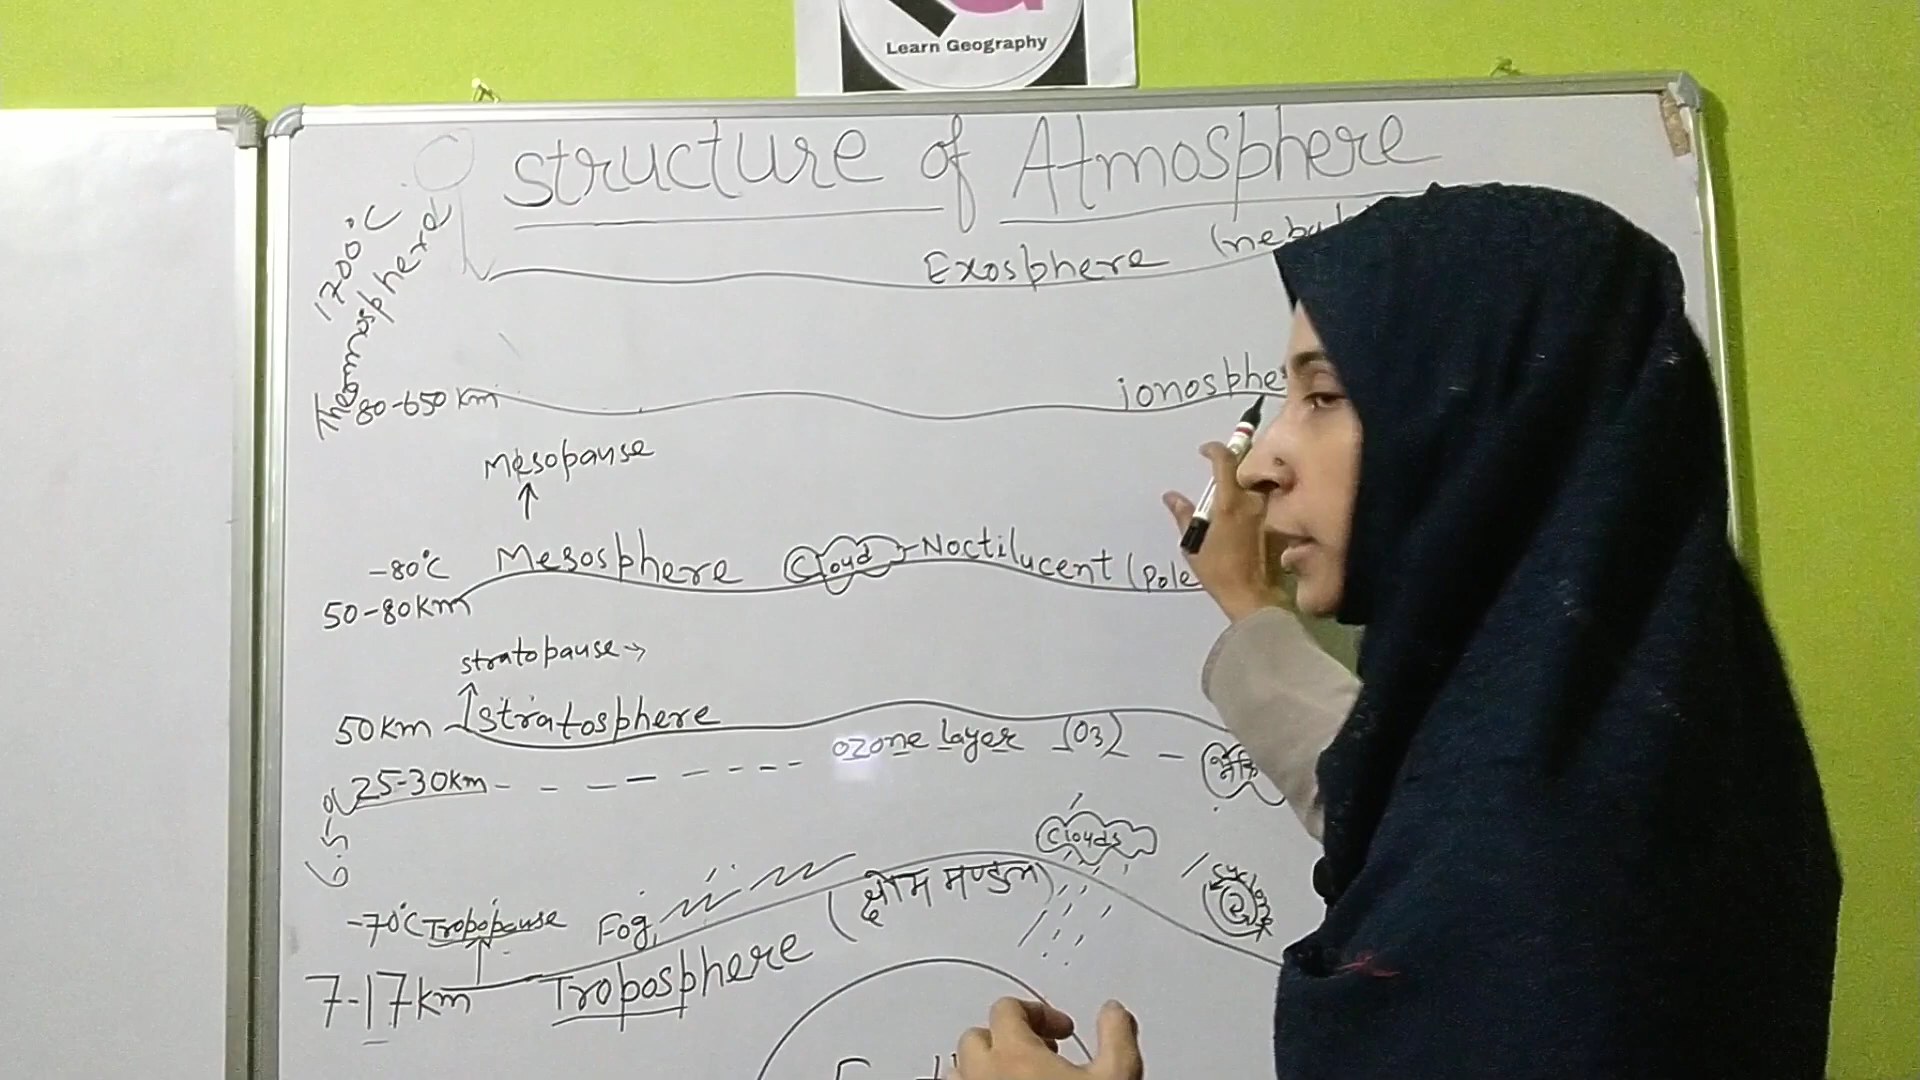 Learn Geography
Structure of Atmosphere
1700°C
Exosphere
80-650 Km
ionosphe
Mesopause
-80°C
Mesosphere
Cloud
Noctilucent (Pole
50-80Km
stratopause →
50KM
stratosphere
ozone layer (O3)
25-30Km
Clouds
क्षोभ मण्डल
-70°C Tropopause
Fog
7-17km
Troposphere